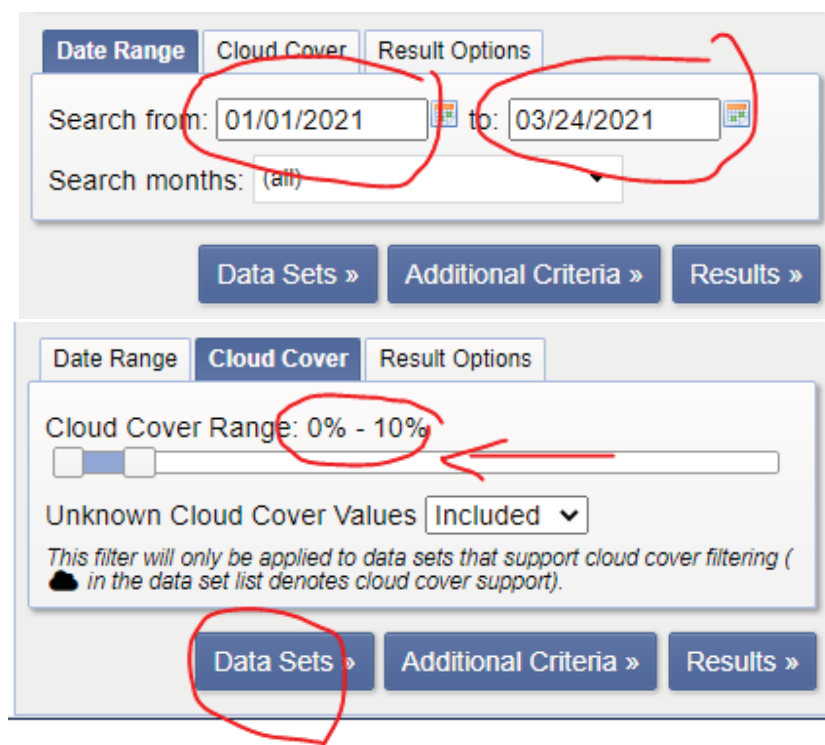 Date Range Cloud Cover Result Options
Search from: 01/01/2021 to: 03/24/2021
Search months: (all)
Data Sets » Additional Criteria » Results »
Date Range Cloud Cover Result Options
Cloud Cover Range: 0% - 10%
Unknown Cloud Cover Values Included
This filter will only be applied to data sets that support cloud cover filtering (
in the data set list denotes cloud cover support).
Data Sets » Additional Criteria » Results »